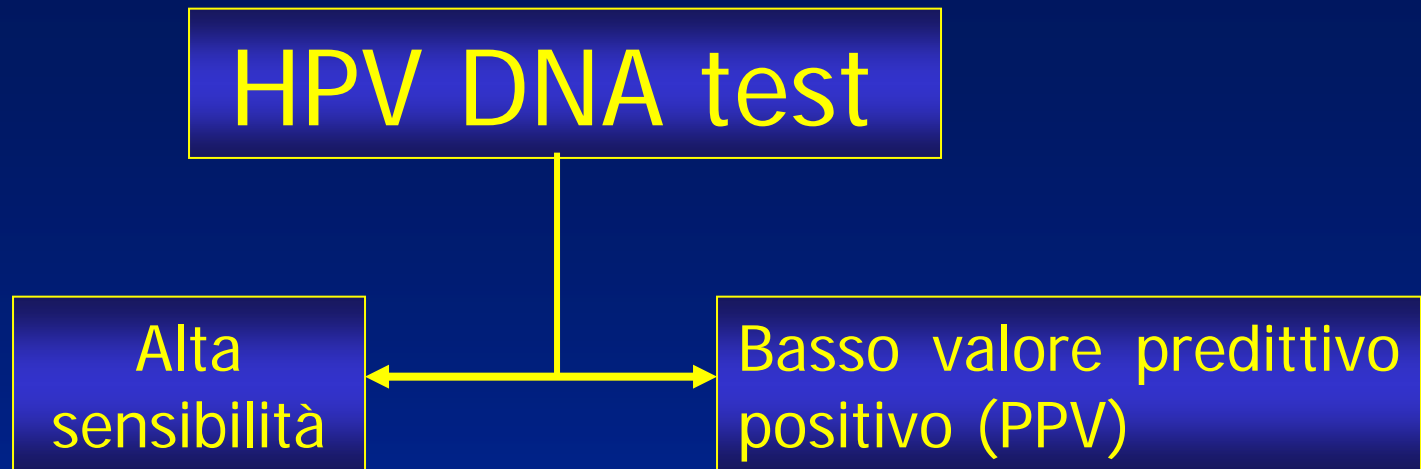 HPV DNA test
Alta
sensibilità
Basso valore predittivo
positivo (PPV)